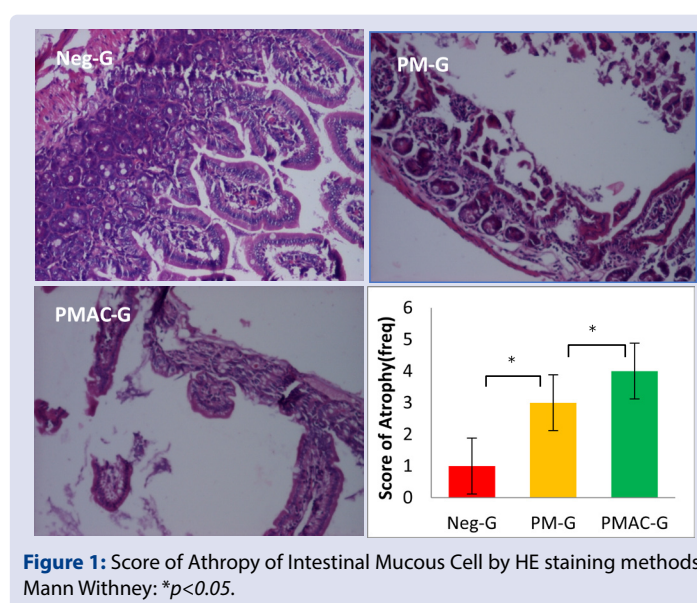 Neg-G
PM-G
PMAC-G
Score of Atrophy(freq)
6
5
4
3
2
1
0
*
*
Neg-G PM-G PMAC-G
Figure 1: Score of Athropy of Intestinal Mucous Cell by HE staining methods
Mann Withney: *p<0.05.